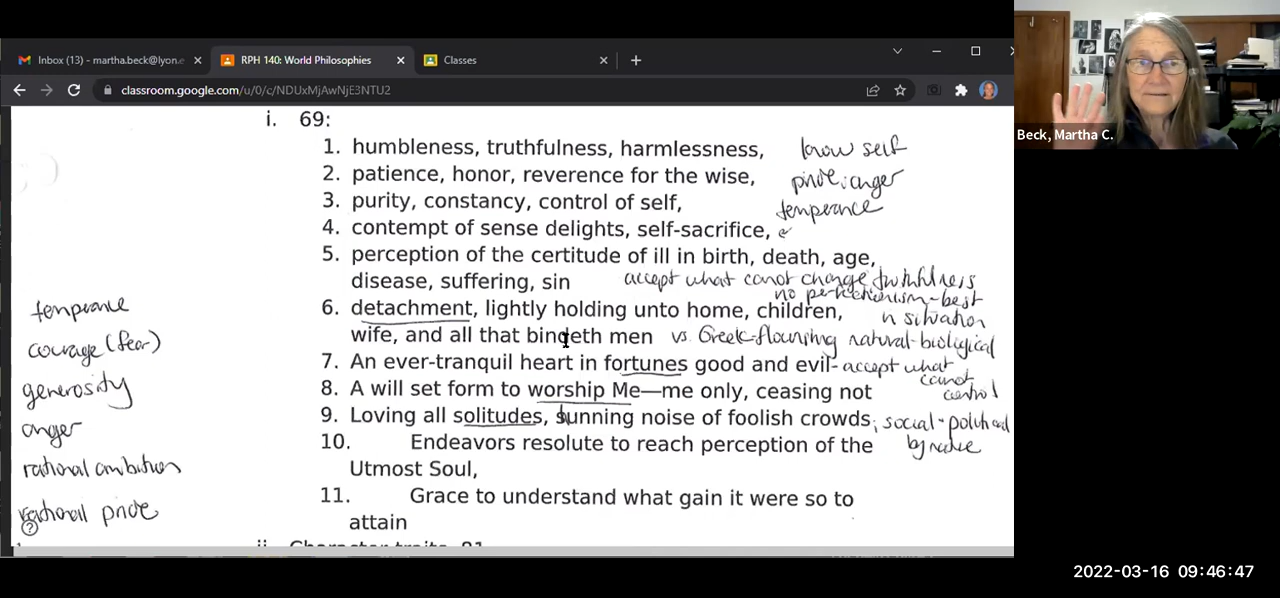 Inbox (13) - martha.beck@lyon.e
RPH 140: World Philosophies
Classes
classroom.google.com/u/0/c/NDUxMjAwNjE3NTU2
Beck, Martha C.
i. 69:
1. humbleness, truthfulness, harmlessness, know self
2. patience, honor, reverence for the wise, pride, anger
3. purity, constancy, control of self, temperance
4. contempt of sense delights, self-sacrifice,
5. perception of the certitude of ill in birth, death, age,
disease, suffering, sin accept what canot change truthfulness
no perfectionism-best
6. detachment, lightly holding unto home, children, n situation
wife, and all that bindeth men vs. Greek-flourishing natural-biological
7. An ever-tranquil heart in fortunes good and evil-accept what
canot
control
8. A will set form to worship Me—me only, ceasing not
9. Loving all solitudes, sunning noise of foolish crowds; social-political
by nature
10. Endeavors resolute to reach perception of the
Utmost Soul,
11. Grace to understand what gain it were so to
attain
ii. Character traits, 81
temperance
courage (fear)
generosity
anger
rational ambition
rational pride
2022-03-16 09:46:47